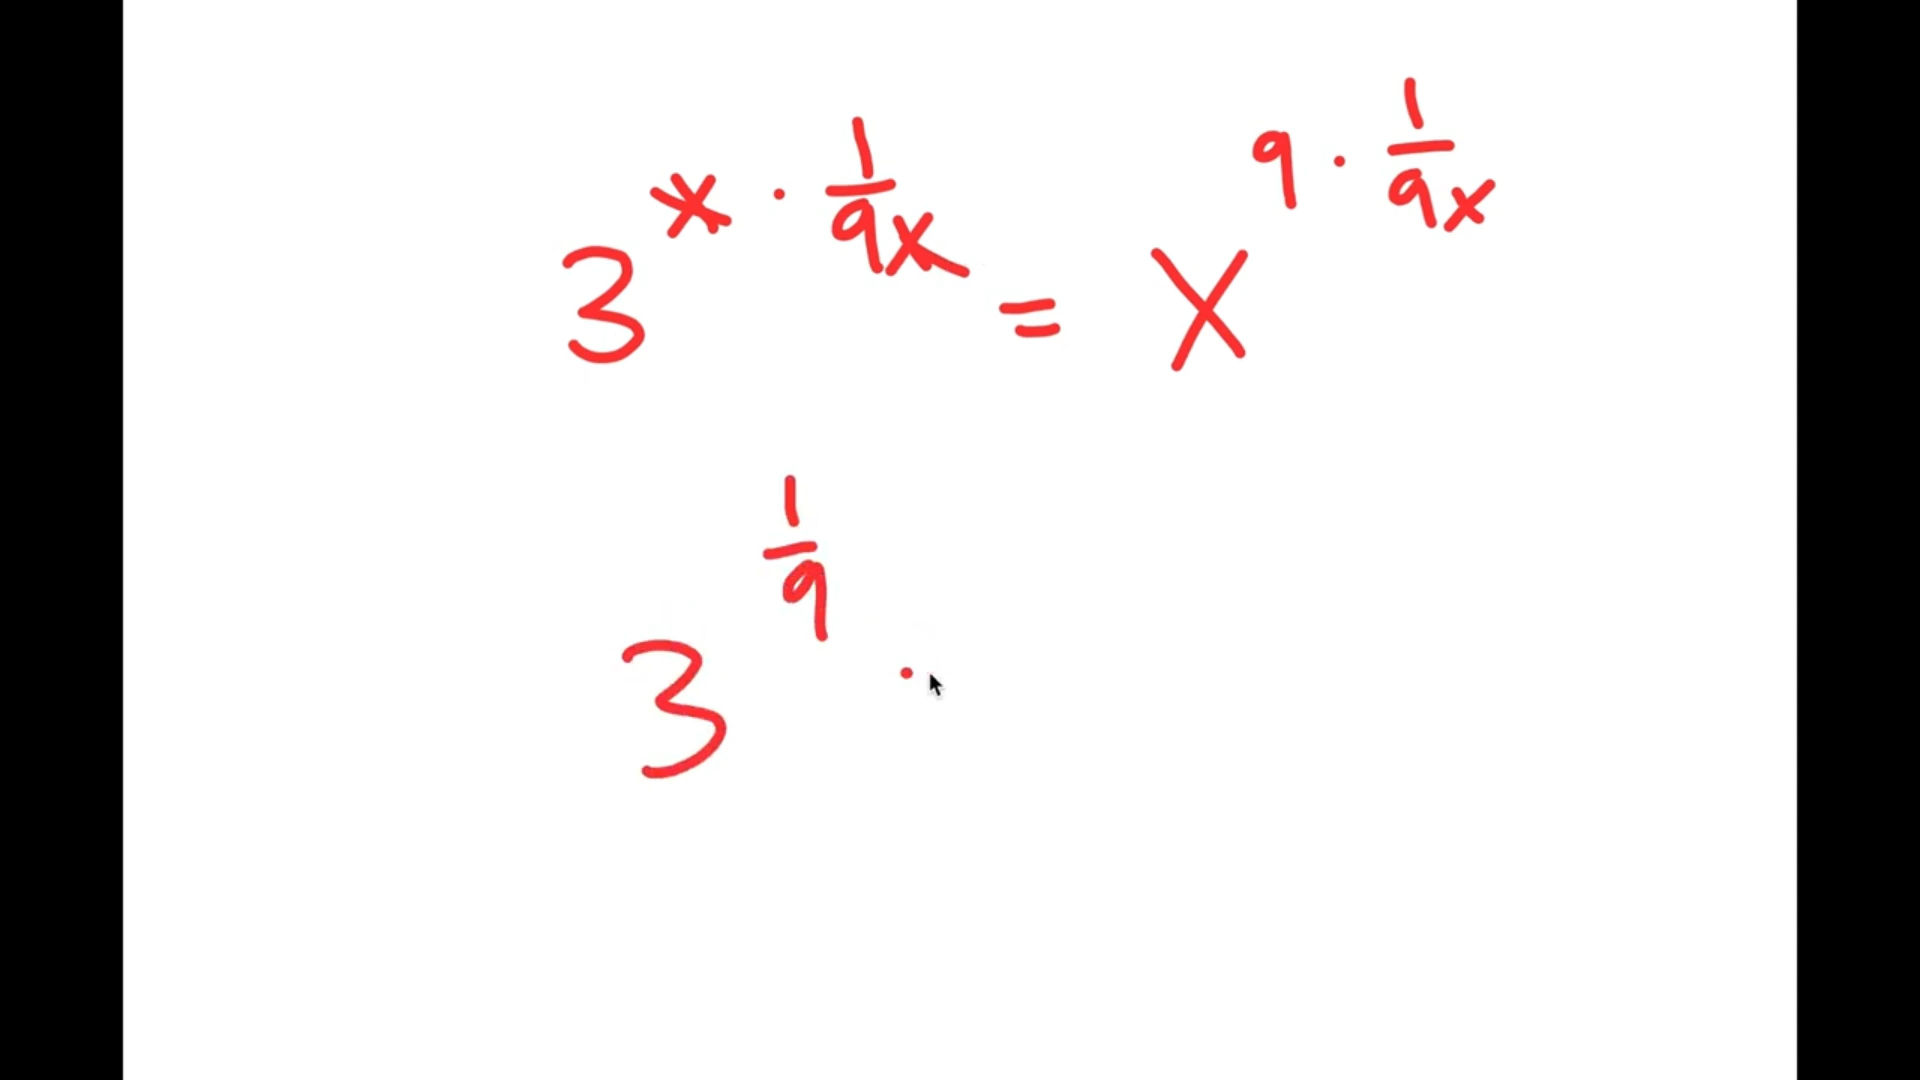 3^{x · 1/9x} = x^{9 · 1/9x}
3^{1/9} ·